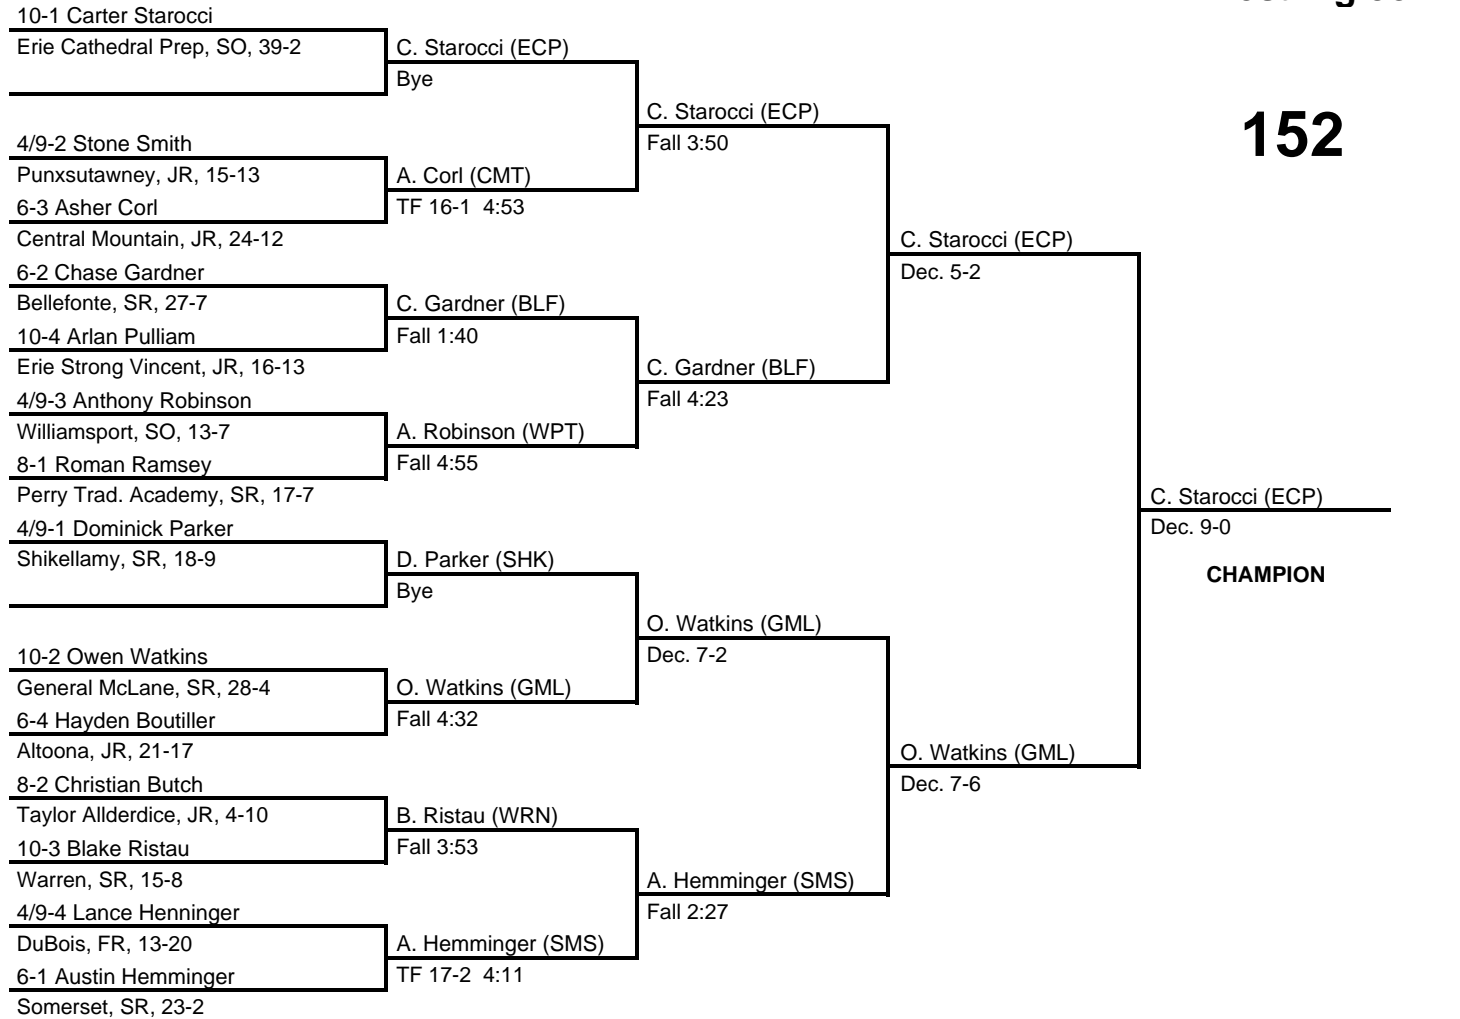 10-1 Carter Starocci
Erie Cathedral Prep, SO, 39-2
C. Starocci (ECP)
Bye
C. Starocci (ECP)
Fall 3:50
152
4/9-2 Stone Smith
Punxsutawney, JR, 15-13
A. Corl (CMT)
6-3 Asher Corl
TF 16-1 4:53
Central Mountain, JR, 24-12
C. Starocci (ECP)
6-2 Chase Gardner
Dec. 5-2
Bellefonte, SR, 27-7
C. Gardner (BLF)
10-4 Arlan Pulliam
Fall 1:40
Erie Strong Vincent, JR, 16-13
C. Gardner (BLF)
4/9-3 Anthony Robinson
Fall 4:23
Williamsport, SO, 13-7
A. Robinson (WPT)
8-1 Roman Ramsey
Fall 4:55
Perry Trad. Academy, SR, 17-7
C. Starocci (ECP)
4/9-1 Dominick Parker
Dec. 9-0
Shikellamy, SR, 18-9
D. Parker (SHK)
CHAMPION
Bye
O. Watkins (GML)
10-2 Owen Watkins
Dec. 7-2
General McLane, SR, 28-4
O. Watkins (GML)
6-4 Hayden Boutiller
Fall 4:32
Altoona, JR, 21-17
O. Watkins (GML)
8-2 Christian Butch
Dec. 7-6
Taylor Allderdice, JR, 4-10
B. Ristau (WRN)
10-3 Blake Ristau
Fall 3:53
Warren, SR, 15-8
A. Hemminger (SMS)
4/9-4 Lance Henninger
Fall 2:27
DuBois, FR, 13-20
A. Hemminger (SMS)
6-1 Austin Hemminger
TF 17-2 4:11
Somerset, SR, 23-2